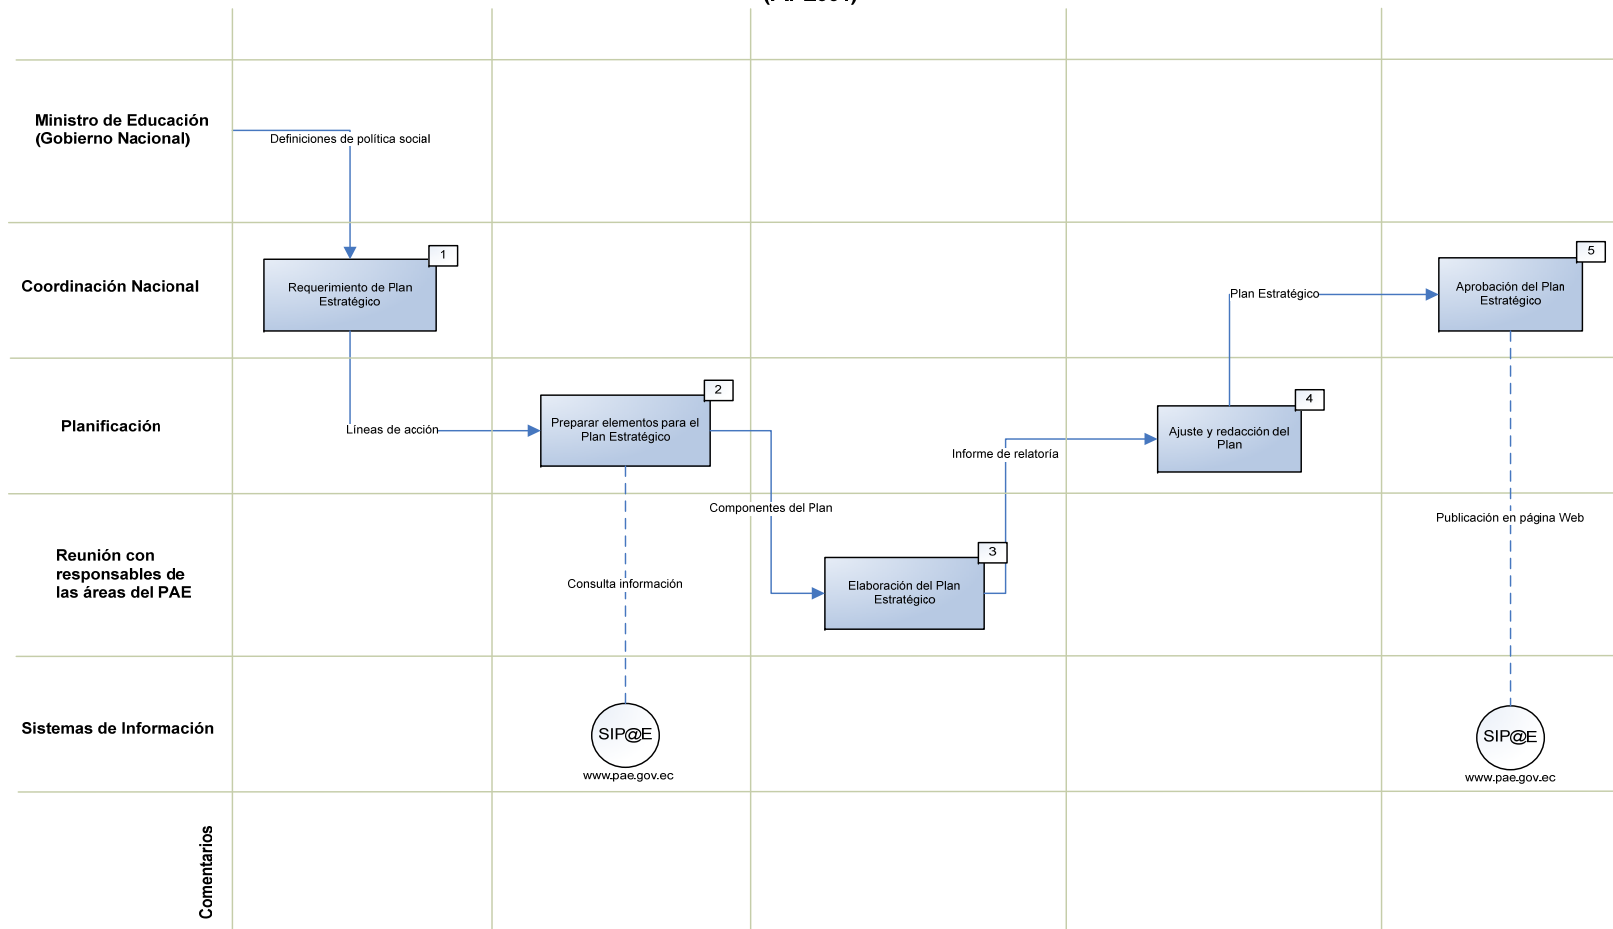 Ministro de Educación
(Gobierno Nacional)
Definiciones de política social
Coordinación Nacional
1
Requerimiento de Plan
Estratégico
Plan Estratégico
5
Aprobación del Plan
Estratégico
Planificación
Líneas de acción
2
Preparar elementos para el
Plan Estratégico
Informe de relatoría
4
Ajuste y redacción del
Plan
Componentes del Plan
Publicación en página Web
Reunión con
responsables de
las áreas del PAE
Consulta información
3
Elaboración del Plan
Estratégico
Sistemas de Información
SIP@E
www.pae.gov.ec
SIP@E
www.pae.gov.ec
Comentarios